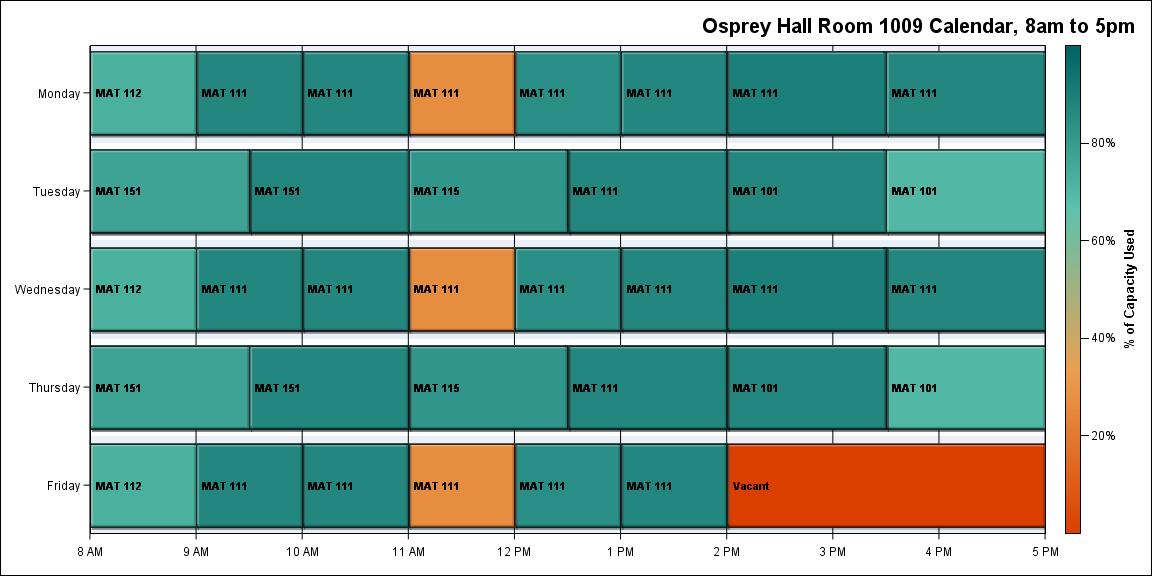 Osprey Hall Room 1009 Calendar, 8am to 5pm
Monday
MAT 112
MAT 111
MAT 111
MAT 111
MAT 111
MAT 111
MAT 111
MAT 111
80%
Tuesday
MAT 151
MAT 151
MAT 115
MAT 111
MAT 101
MAT 101
60%
Wednesday
MAT 112
MAT 111
MAT 111
MAT 111
MAT 111
MAT 111
MAT 111
MAT 111
% of Capacity Used
40%
Thursday
MAT 151
MAT 151
MAT 115
MAT 111
MAT 101
MAT 101
20%
Friday
MAT 112
MAT 111
MAT 111
MAT 111
MAT 111
MAT 111
Vacant
8 AM
9 AM
10 AM
11 AM
12 PM
1 PM
2 PM
3 PM
4 PM
5 PM